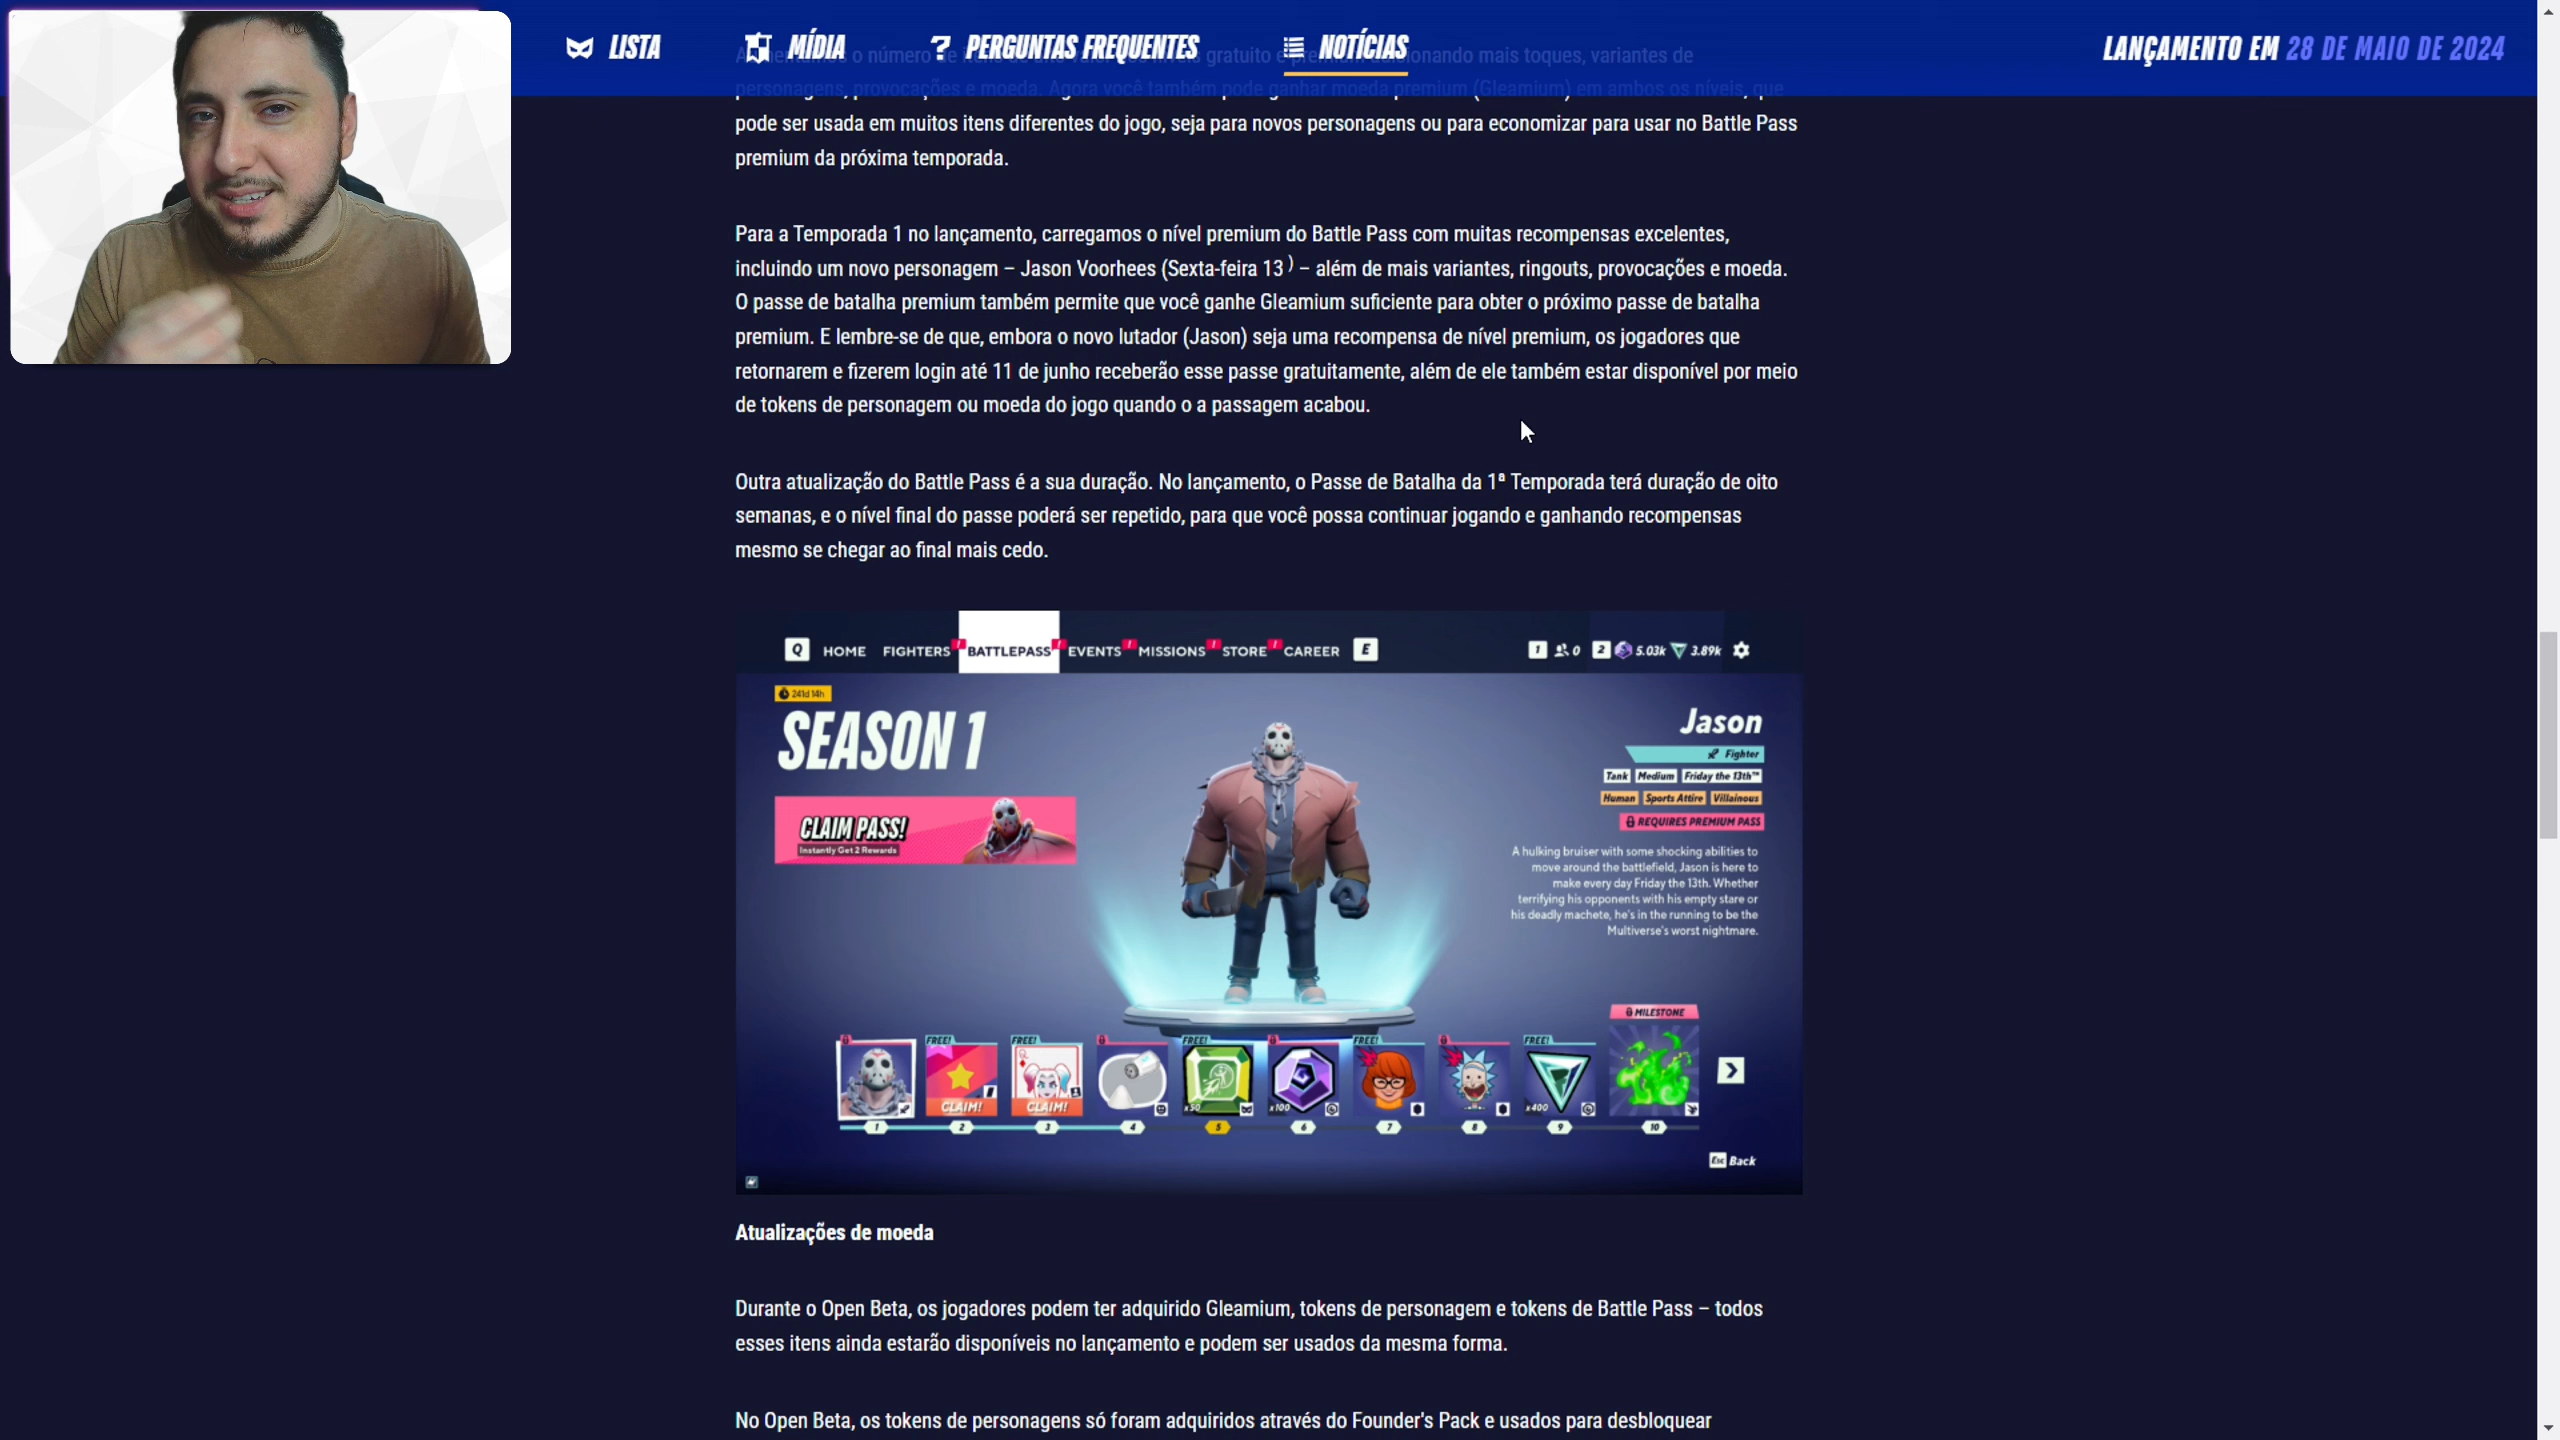 LISTA
MÍDIA
PERGUNTAS FREQUENTES
NOTÍCIAS
LANÇAMENTO EM 28 DE MAIO DE 2024
o número gratuito mais toques, variantes de
personagens, provocações e moeda. Agora você também pode ganhar moeda premium (Gleamium) em ambos os níveis, que
pode ser usada em muitos itens diferentes do jogo, seja para novos personagens ou para economizar para usar no Battle Pass
premium da próxima temporada.
Para a Temporada 1 no lançamento, carregamos o nível premium do Battle Pass com muitas recompensas excelentes,
incluindo um novo personagem – Jason Voorhees (Sexta-feira 13 ) – além de mais variantes, ringouts, provocações e moeda.
O passe de batalha premium também permite que você ganhe Gleamium suficiente para obter o próximo passe de batalha
premium. E lembre-se de que, embora o novo lutador (Jason) seja uma recompensa de nível premium, os jogadores que
retornarem e fizerem login até 11 de junho receberão esse passe gratuitamente, além de ele também estar disponível por meio
de tokens de personagem ou moeda do jogo quando o a passagem acabou.
Outra atualização do Battle Pass é a sua duração. No lançamento, o Passe de Batalha da 1ª Temporada terá duração de oito
semanas, e o nível final do passe poderá ser repetido, para que você possa continuar jogando e ganhando recompensas
mesmo se chegar ao final mais cedo.
Q HOME FIGHTERS BATTLEPASS EVENTS MISSIONS STORE CAREER E
1 0 2 5.03k 3.89k
241d 14h
SEASON 1
CLAIM PASS!
Instantly Get 2 Rewards
Jason
Fighter
Tank Medium Friday the 13th™
Human Sports Attire Villainous
REQUIRES PREMIUM PASS
A hulking bruiser with some shocking abilities to
move around the battlefield, Jason is here to
make every day Friday the 13th. Whether
terrifying his opponents with his empty stare or
his deadly machete, he's in the running to be the
Multiverse's worst nightmare.
MILESTONE
FREE! FREE! FREE! FREE! FREE!
CLAIM! CLAIM! x50 x100 x400
1 2 3 4 5 6 7 8 9 10
Esc Back
Atualizações de moeda
Durante o Open Beta, os jogadores podem ter adquirido Gleamium, tokens de personagem e tokens de Battle Pass – todos
esses itens ainda estarão disponíveis no lançamento e podem ser usados da mesma forma.
No Open Beta, os tokens de personagens só foram adquiridos através do Founder's Pack e usados para desbloquear